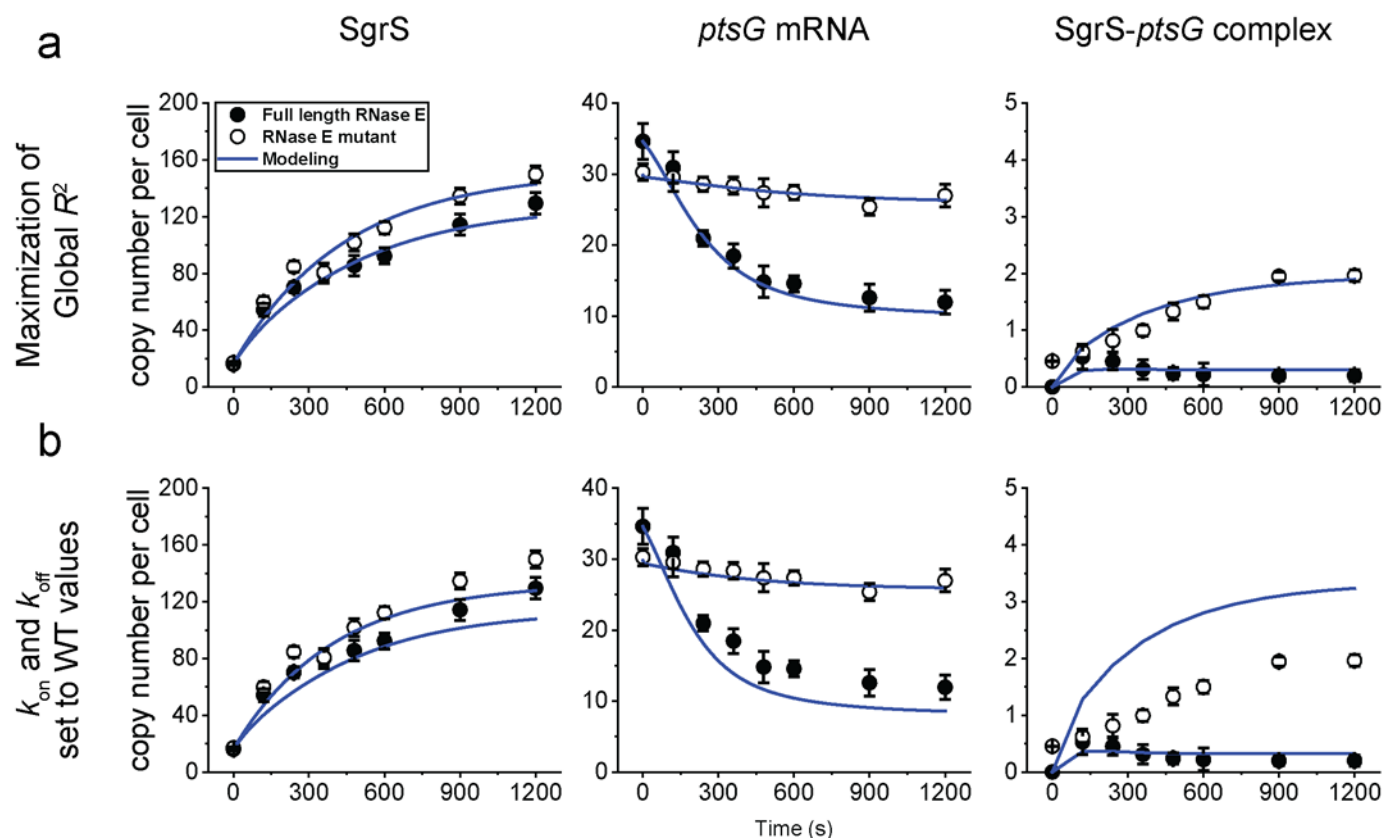 a
SgrS
ptsG mRNA
SgrS-ptsG complex
Maximization of
Global R²
copy number per cell
200
160
120
80
40
0
Full length RNase E
RNase E mutant
Modeling
0 300 600 900 1200
40
30
20
10
0
0 300 600 900 1200
5
4
3
2
1
0
0 300 600 900 1200
b
kon and koff
set to WT values
copy number per cell
200
160
120
80
40
0
0 300 600 900 1200
40
30
20
10
0
0 300 600 900 1200
5
4
3
2
1
0
0 300 600 900 1200
Time (s)